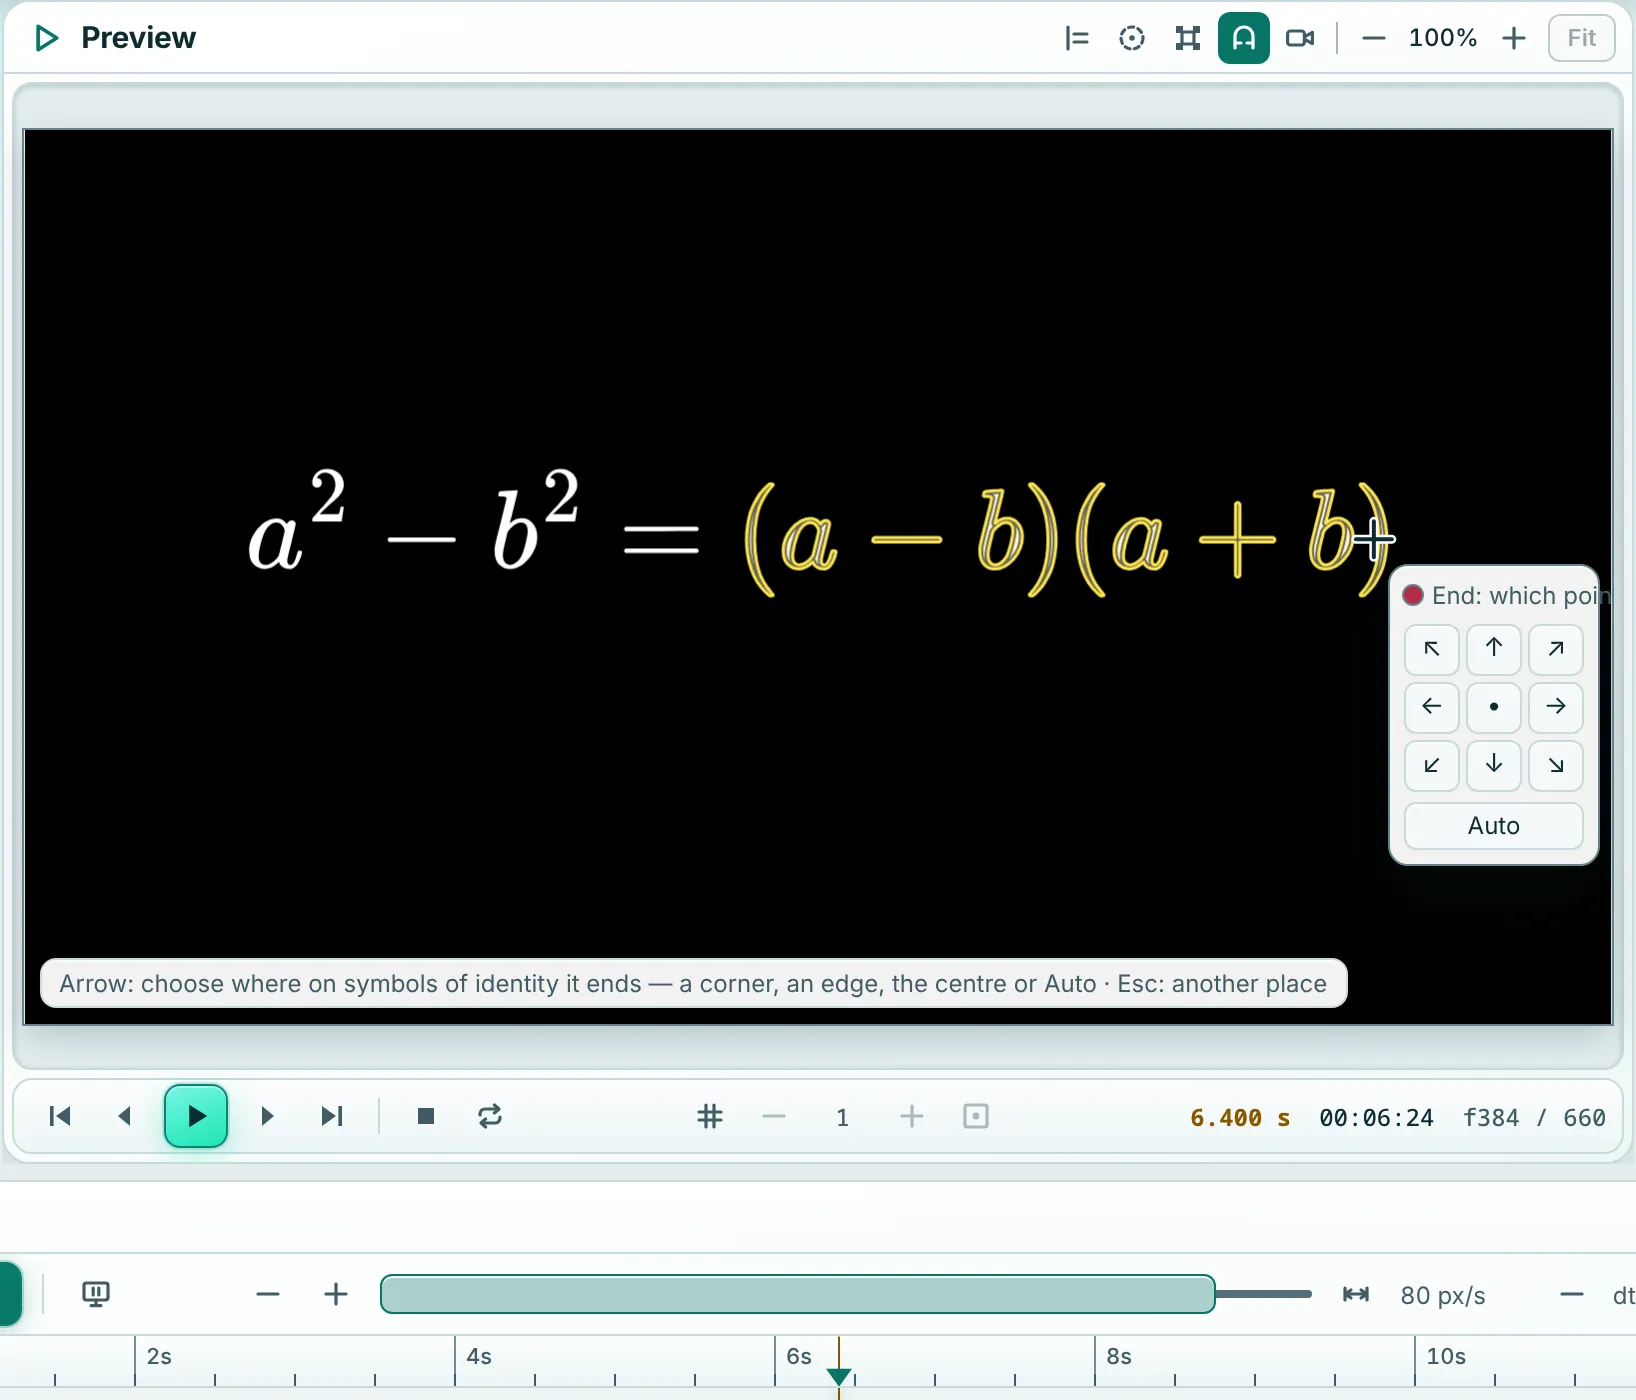 Preview
100%
Fit
a² − b² = (a − b)(a + b)
End: which poin
Auto
Arrow: choose where on symbols of identity it ends — a corner, an edge, the centre or Auto · Esc: another place
1
6.400 s 00:06:24 f384 / 660
80 px/s
dt
2s 4s 6s 8s 10s